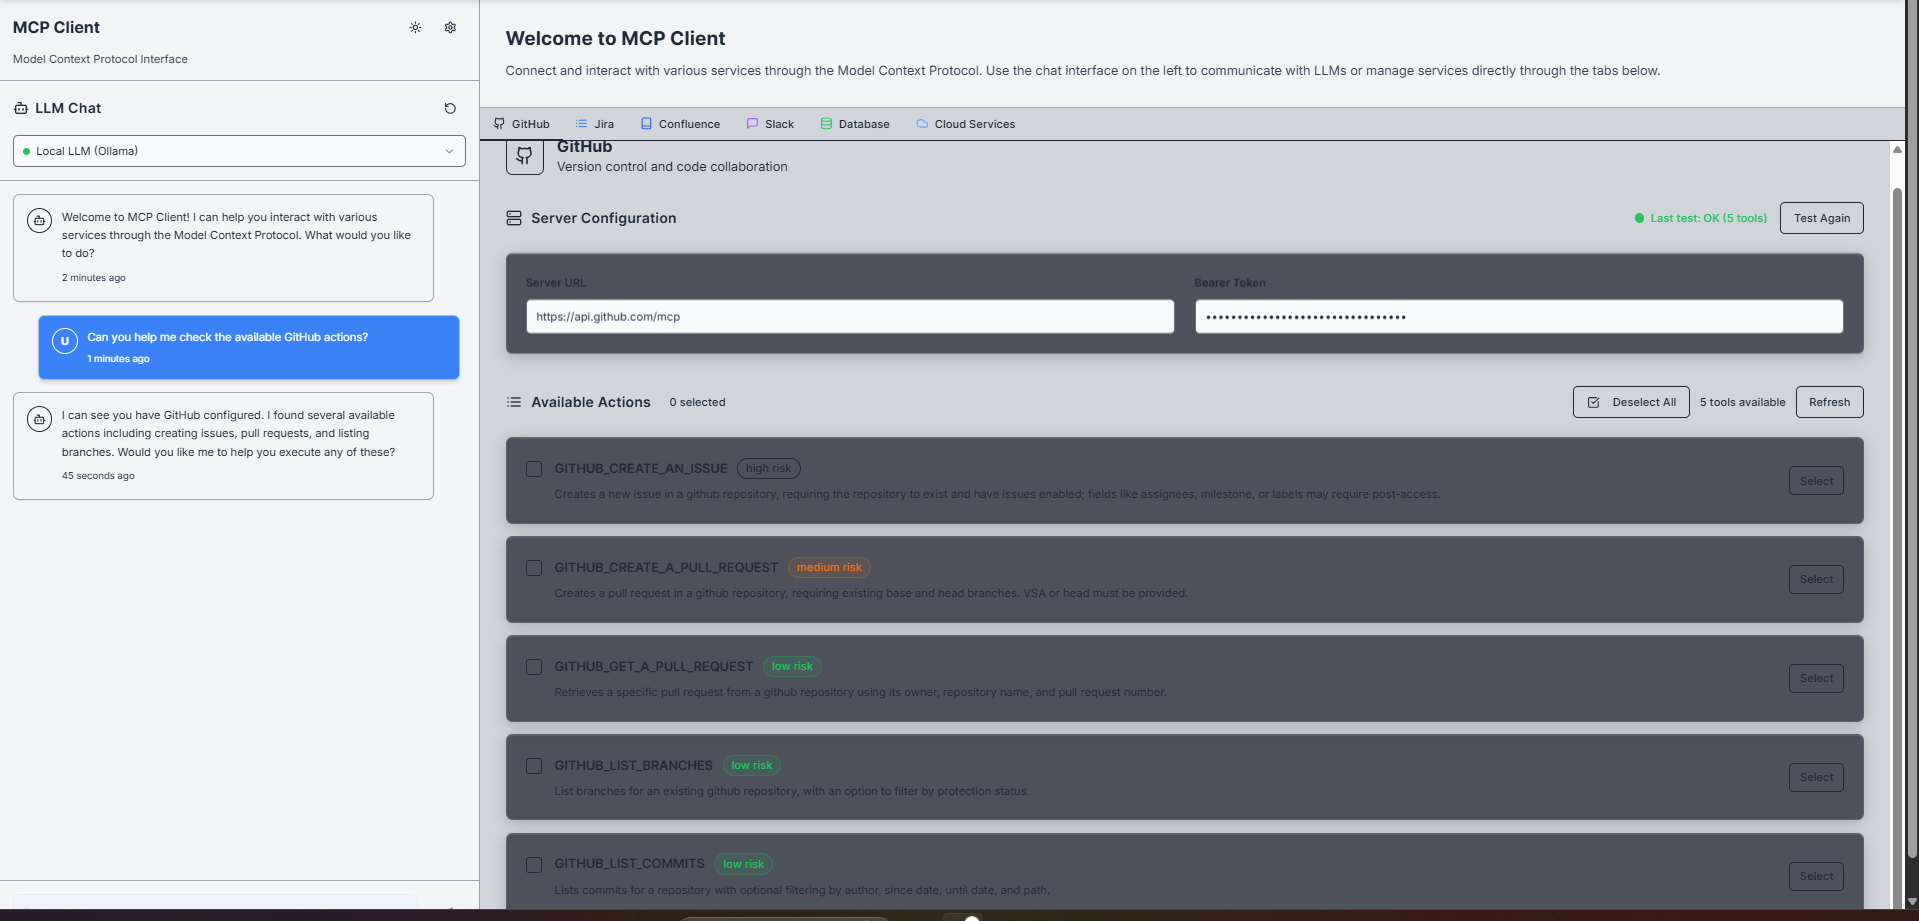 MCP Client
Model Context Protocol Interface
LLM Chat
Local LLM (Ollama)
Welcome to MCP Client! I can help you interact with various
services through the Model Context Protocol. What would you like
to do?
2 minutes ago
U
Can you help me check the available GitHub actions?
1 minutes ago
I can see you have GitHub configured. I found several available
actions including creating issues, pull requests, and listing
branches. Would you like me to help you execute any of these?
45 seconds ago
Welcome to MCP Client
Connect and interact with various services through the Model Context Protocol. Use the chat interface on the left to communicate with LLMs or manage services directly through the tabs below.
GitHub Jira Confluence Slack Database Cloud Services
GitHub
Version control and code collaboration
Server Configuration
Last test: OK (5 tools)
Test Again
Server URL
https://api.github.com/mcp
Bearer Token
••••••••••••••••••••••••••••••••
Available Actions 0 selected
Deselect All
5 tools available
Refresh
GITHUB_CREATE_AN_ISSUE high risk
Creates a new issue in a github repository, requiring the repository to exist and have issues enabled; fields like assignees, milestone, or labels may require post-access.
Select
GITHUB_CREATE_A_PULL_REQUEST medium risk
Creates a pull request in a github repository, requiring existing base and head branches. VSA or head must be provided.
Select
GITHUB_GET_A_PULL_REQUEST low risk
Retrieves a specific pull request from a github repository using its owner, repository name, and pull request number.
Select
GITHUB_LIST_BRANCHES low risk
List branches for an existing github repository, with an option to filter by protection status.
Select
GITHUB_LIST_COMMITS low risk
Lists commits for a repository with optional filtering by author, since date, until date, and path.
Select